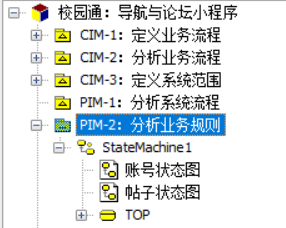 校园通：导航与论坛小程序
CIM-1：定义业务流程
CIM-2：分析业务流程
CIM-3：定义系统范围
PIM-1：分析系统流程
PIM-2：分析业务规则
StateMachine1
账号状态图
帖子状态图
TOP